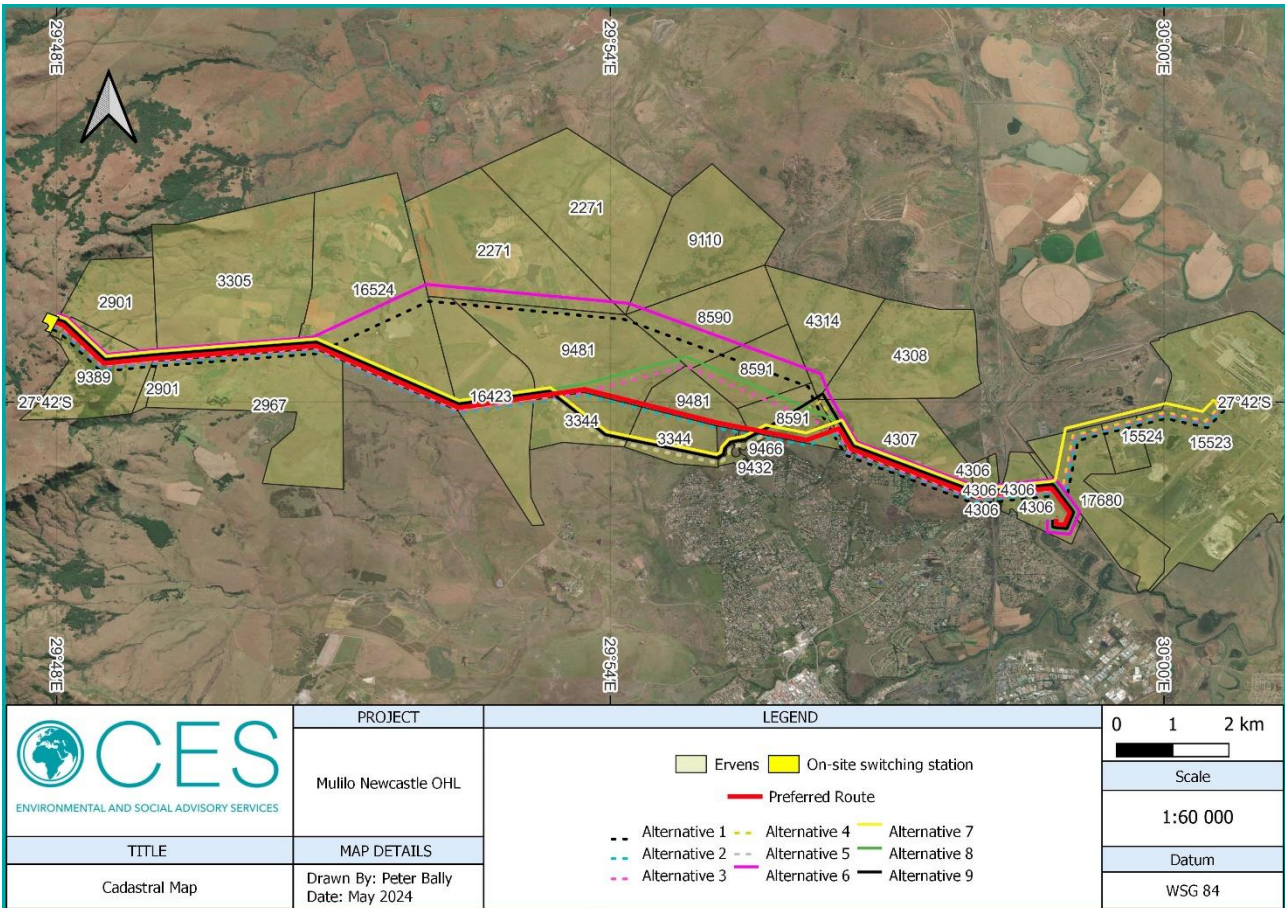 29°48'E
29°54'E
30°00'E
2271
2271
9110
3305
16524
2901
8590
4314
9481
8591
4308
9389
2901
2967
16423
27°42'S
27°42'S
3344
9481
3344
8591
9466
9432
4307
15524
15523
4306
4306
4306
4306
4306
17680
29°48'E
29°54'E
30°00'E
CES
ENVIRONMENTAL AND SOCIAL ADVISORY SERVICES
PROJECT
Mulilo Newcastle OHL
TITLE
Cadastral Map
MAP DETAILS
Drawn By: Peter Bally
Date: May 2024
LEGEND
Ervens
On-site switching station
Preferred Route
Alternative 1
Alternative 2
Alternative 3
Alternative 4
Alternative 5
Alternative 6
Alternative 7
Alternative 8
Alternative 9
0 1 2 km
Scale
1:60 000
Datum
WSG 84